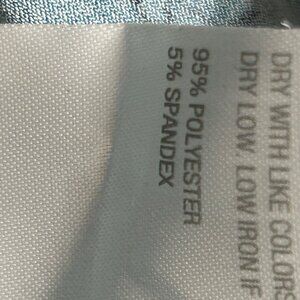 DRY WITH LIKE COLORS
DRY LOW. LOW IRON IF
95% POLYESTER
5% SPANDEX